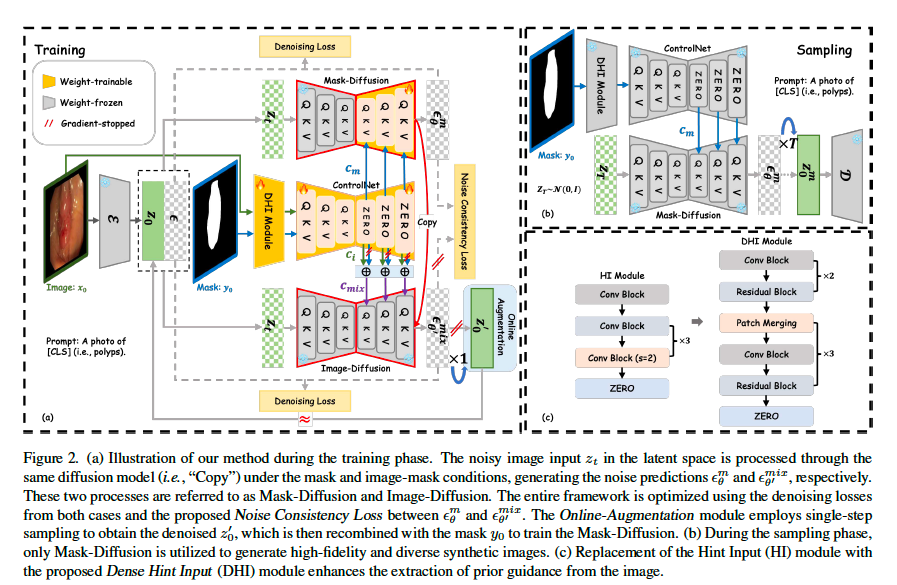 Training
Weight-trainable
Weight-frozen
// Gradient-stopped
Denoising Loss
Mask-Diffusion
Q K V
Q K V
Q K V
Q K V
Q K V
Q K V
z_t
ϵ_θ^m
c_m
ControlNet
Q K V
Q K V
Q K V
ZERO
ZERO
ZERO
Copy
Noise Consistency Loss
DHI Module
ε
z_0
ϵ
Image: x_0
Mask: y_0
c_i
c_mix
z_t
Q K V
Q K V
Q K V
Q K V
Q K V
Q K V
ϵ_θ'^mix
×1
z'_0
Online
Augmentation
Image-Diffusion
Prompt: A photo of
[CLS] (i.e., polyps).
Denoising Loss
≈
(a)
Sampling
ControlNet
DHI Module
Q K V
Q K V
Q K V
ZERO
ZERO
ZERO
Prompt: A photo of
[CLS] (i.e., polyps).
Mask: y_0
c_m
z_T
Q K V
Q K V
Q K V
Q K V
Q K V
Q K V
ϵ_θ^m
×T
z_0^m
D
Z_T~N(0, I)
(b)
Mask-Diffusion
HI Module
Conv Block
Conv Block
Conv Block (s=2)
×3
ZERO
DHI Module
Conv Block
Residual Block
×2
Patch Merging
Conv Block
Residual Block
×3
ZERO
(c)
Figure 2. (a) Illustration of our method during the training phase. The noisy image input z_t in the latent space is processed through the
same diffusion model (i.e., “Copy”) under the mask and image-mask conditions, generating the noise predictions ϵ_θ^m and ϵ_θ'^mix, respectively.
These two processes are referred to as Mask-Diffusion and Image-Diffusion. The entire framework is optimized using the denoising losses
from both cases and the proposed Noise Consistency Loss between ϵ_θ^m and ϵ_θ'^mix. The Online-Augmentation module employs single-step
sampling to obtain the denoised z'_0, which is then recombined with the mask y_0 to train the Mask-Diffusion. (b) During the sampling phase,
only Mask-Diffusion is utilized to generate high-fidelity and diverse synthetic images. (c) Replacement of the Hint Input (HI) module with
the proposed Dense Hint Input (DHI) module enhances the extraction of prior guidance from the image.